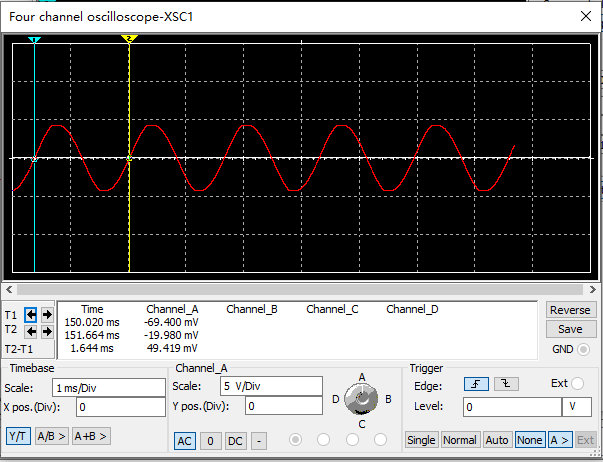 Four channel oscilloscope-XSC1
1 2
Time Channel_A Channel_B Channel_C Channel_D
T1 150.020 ms -69.400 mV
T2 151.664 ms -19.980 mV
T2-T1 1.644 ms 49.419 mV
Reverse
Save
GND
Timebase
Scale: 1 ms/Div
X pos.(Div): 0
Y/T A/B > A+B >
Channel_A
Scale: 5 V/Div
Y pos.(Div): 0
AC 0 DC -
A
D B
C
Trigger
Edge: Ext
Level: 0 V
Single Normal Auto None A > Ext